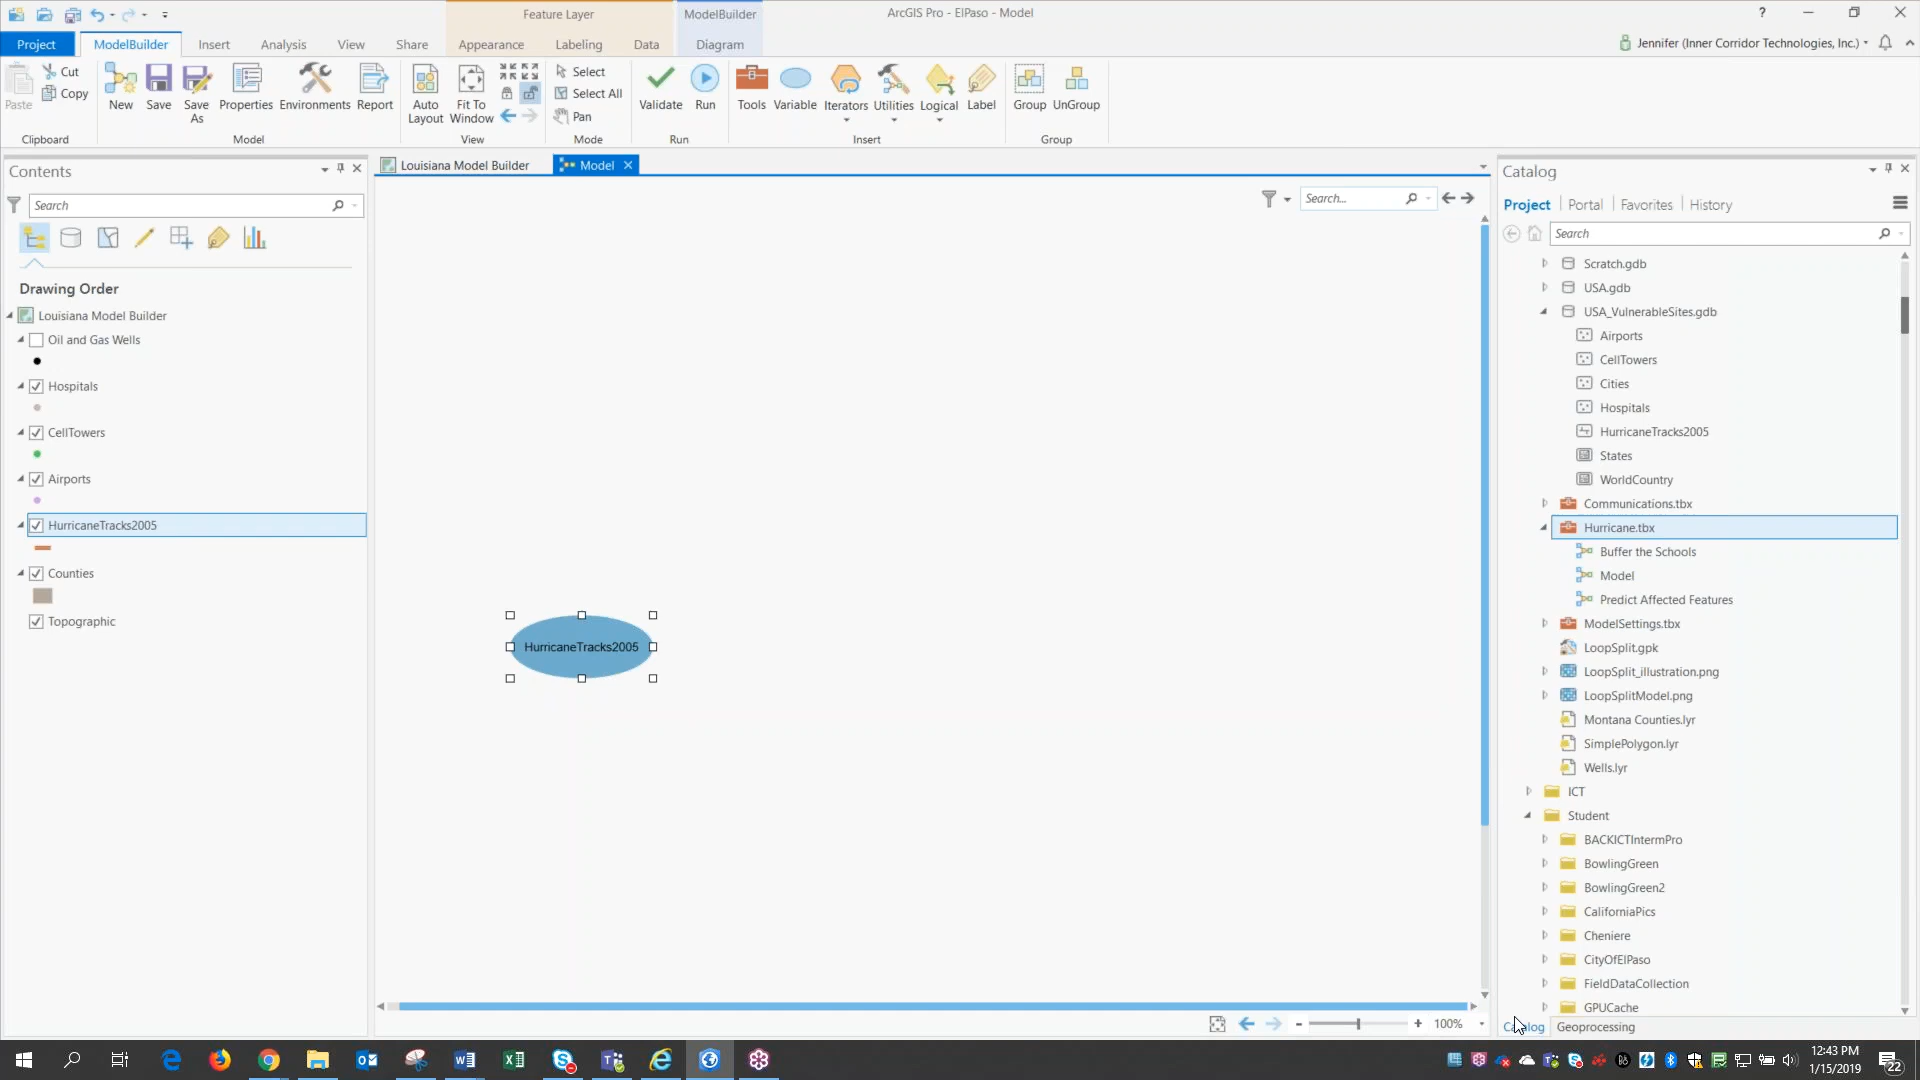 Feature Layer
ModelBuilder
ArcGIS Pro - ElPaso - Model
?
Project
ModelBuilder
Insert
Analysis
View
Share
Appearance
Labeling
Data
Diagram
Jennifer (Inner Corridor Technologies, Inc.)
Paste
Cut
Copy
Clipboard
New
Save
Save As
Properties
Environments
Report
Model
Auto Layout
Fit To Window
View
Select
Select All
Pan
Mode
Validate
Run
Run
Tools
Variable
Iterators
Utilities
Logical
Label
Insert
Group
UnGroup
Group
Contents
Search
Drawing Order
Louisiana Model Builder
Oil and Gas Wells
Hospitals
CellTowers
Airports
HurricaneTracks2005
Counties
Topographic
Louisiana Model Builder
Model
Search...
HurricaneTracks2005
100%
Catalog
Project
Portal
Favorites
History
Search
Scratch.gdb
USA.gdb
USA_VulnerableSites.gdb
Airports
CellTowers
Cities
Hospitals
HurricaneTracks2005
States
WorldCountry
Communications.tbx
Hurricane.tbx
Buffer the Schools
Model
Predict Affected Features
ModelSettings.tbx
LoopSplit.gpk
LoopSplit_illustration.png
LoopSplitModel.png
Montana Counties.lyr
SimplePolygon.lyr
Wells.lyr
ICT
Student
BACKICTIntermPro
BowlingGreen
BowlingGreen2
CaliforniaPics
Cheniere
CityOfElPaso
FieldDataCollection
GPUCache
Catalog
Geoprocessing
12:43 PM
1/15/2019
22